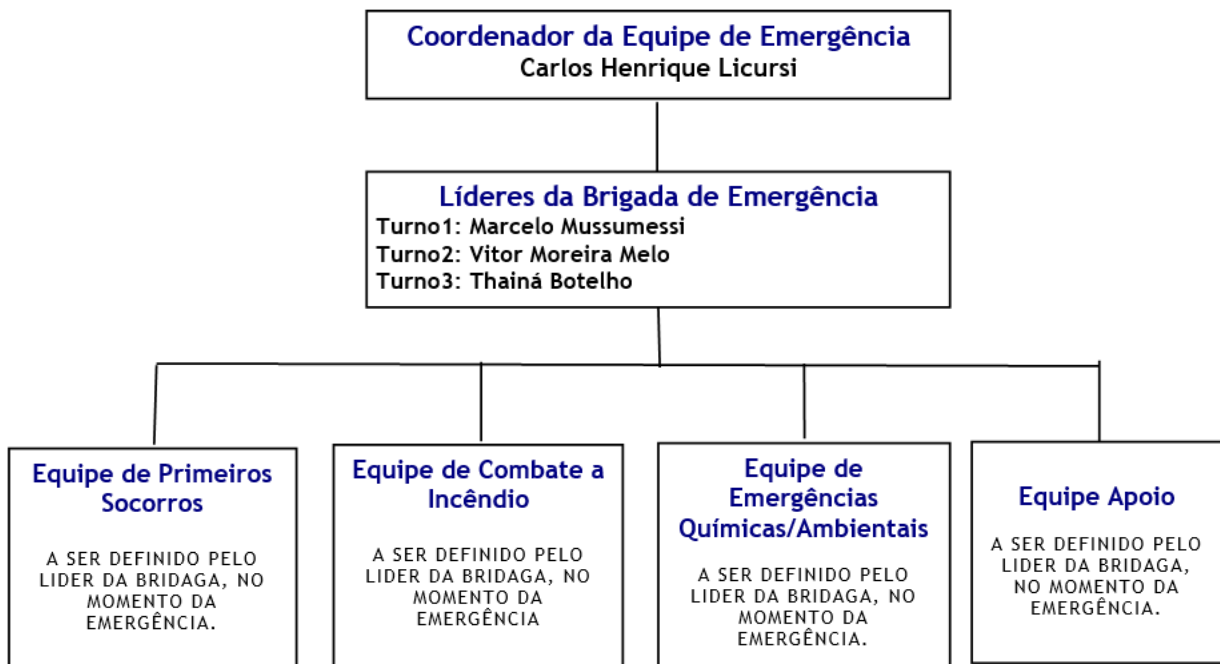 Coordenador da Equipe de Emergência
Carlos Henrique Licursi
Líderes da Brigada de Emergência
Turno1: Marcelo Mussumessi
Turno2: Vitor Moreira Melo
Turno3: Thainá Botelho
Equipe de Primeiros
Socorros
A SER DEFINIDO PELO
LIDER DA BRIDAGA, NO
MOMENTO DA
EMERGÊNCIA.
Equipe de Combate a
Incêndio
A SER DEFINIDO PELO
LIDER DA BRIDAGA, NO
MOMENTO DA
EMERGÊNCIA
Equipe de
Emergências
Químicas/Ambientais
A SER DEFINIDO PELO
LIDER DA BRIDAGA, NO
MOMENTO DA
EMERGÊNCIA.
Equipe Apoio
A SER DEFINIDO PELO
LIDER DA BRIDAGA,
NO MOMENTO DA
EMERGÊNCIA.